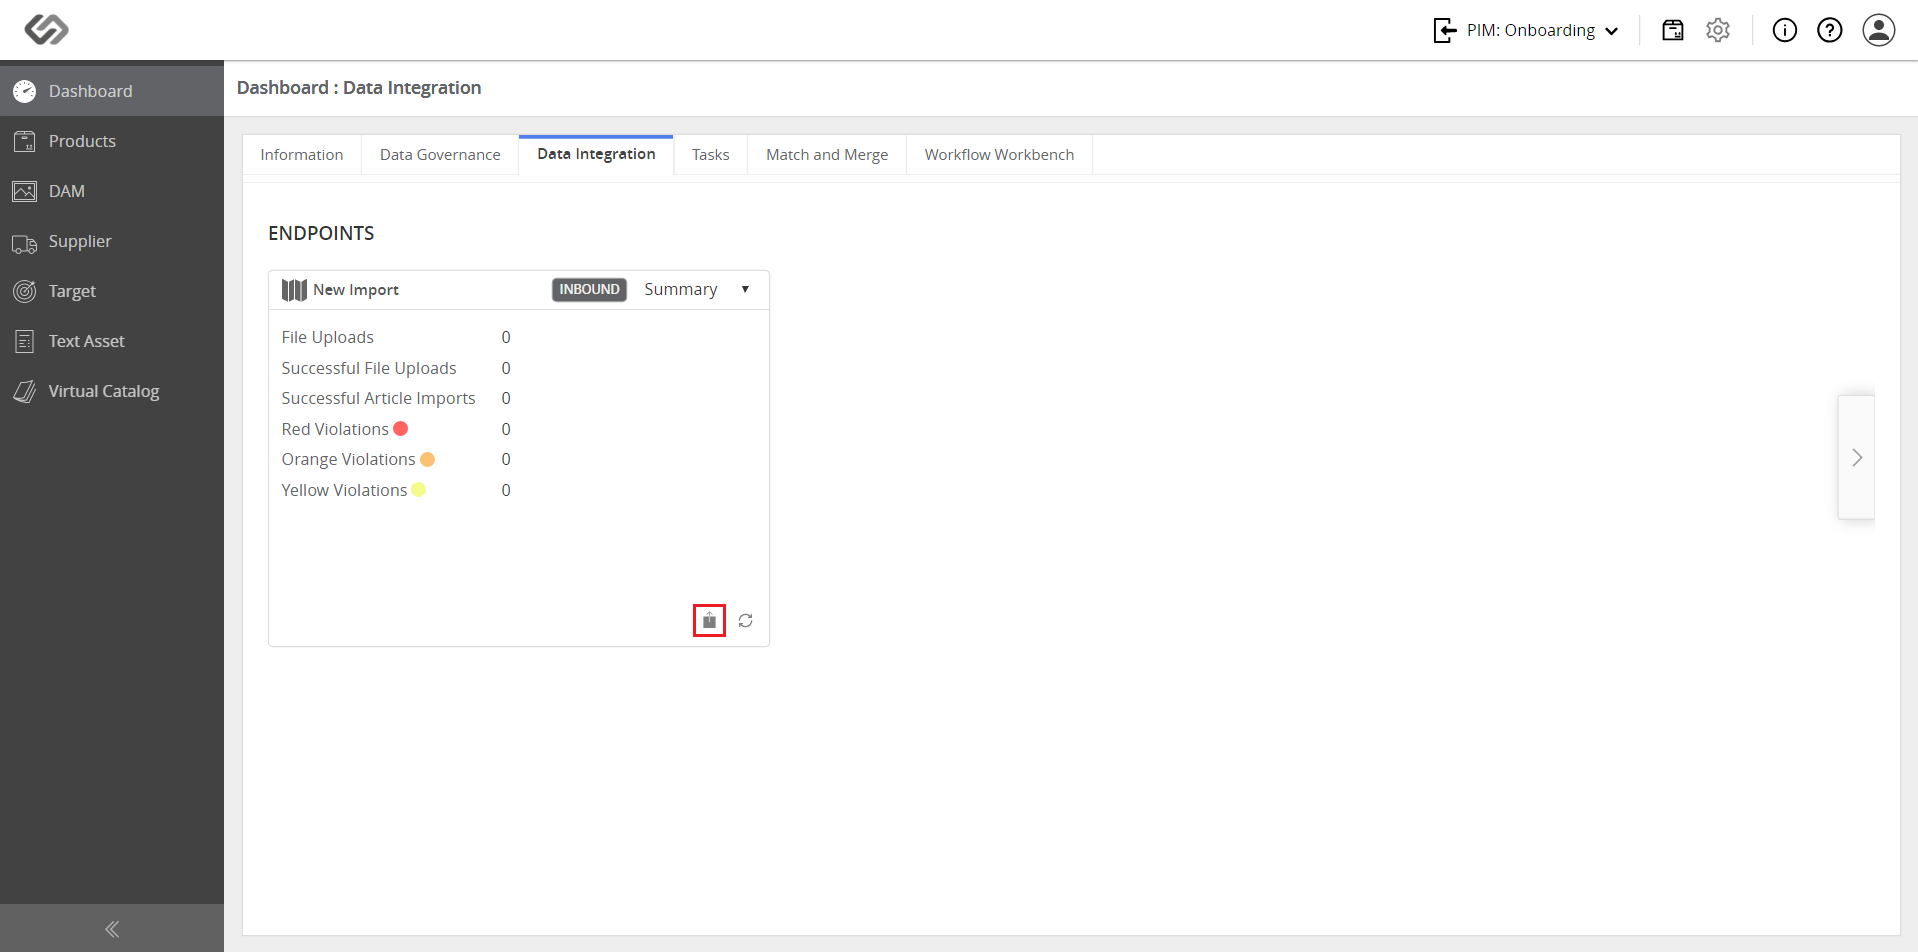 PIM: Onboarding
Dashboard
Products
DAM
Supplier
Target
Text Asset
Virtual Catalog
Dashboard : Data Integration
Information Data Governance Data Integration Tasks Match and Merge Workflow Workbench
ENDPOINTS
New Import INBOUND Summary
File Uploads 0
Successful File Uploads 0
Successful Article Imports 0
Red Violations 0
Orange Violations 0
Yellow Violations 0